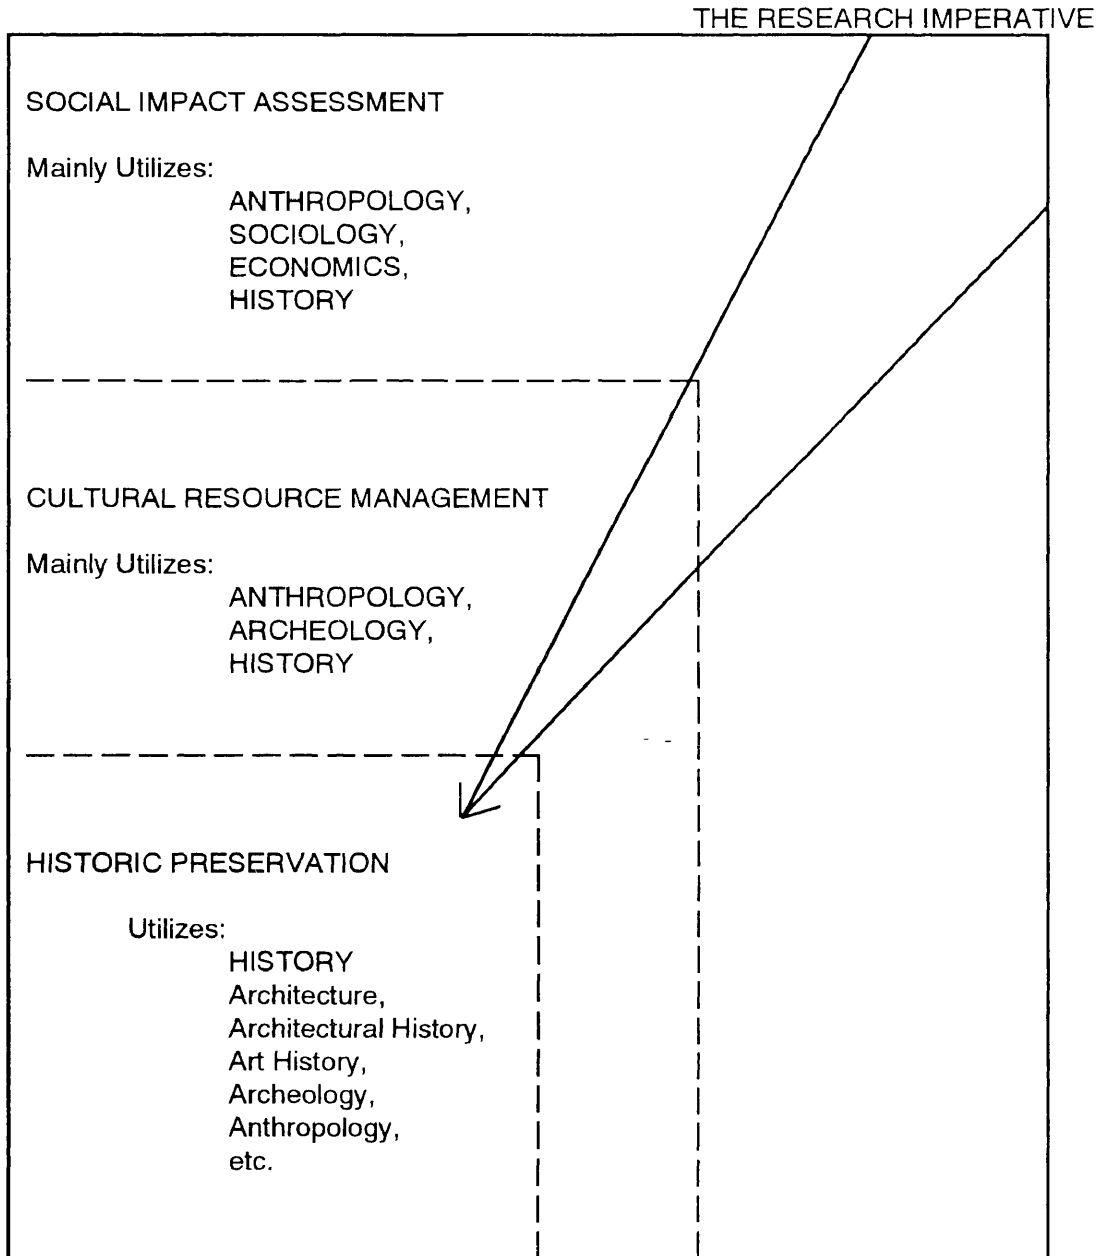 THE RESEARCH IMPERATIVE
SOCIAL IMPACT ASSESSMENT
Mainly Utilizes:
ANTHROPOLOGY,
SOCIOLOGY,
ECONOMICS,
HISTORY
CULTURAL RESOURCE MANAGEMENT
Mainly Utilizes:
ANTHROPOLOGY,
ARCHEOLOGY,
HISTORY
HISTORIC PRESERVATION
Utilizes:
HISTORY
Architecture,
Architectural History,
Art History,
Archeology,
Anthropology,
etc.